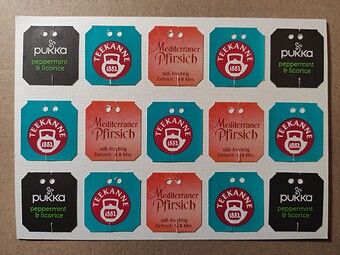 pukka
peppermint
& licorice
TEEKANNE
1882
Mediterraner
Pfirsich
süß-fruchtig
Ziehzeit: 5-8 Min.
TEEKANNE
1882
pukka
peppermint
& licorice
TEEKANNE
1882
Mediterraner
Pfirsich
süß-fruchtig
Ziehzeit: 5-8 Min.
TEEKANNE
1882
Mediterraner
Pfirsich
süß-fruchtig
Ziehzeit: 5-8 Min.
TEEKANNE
1882
pukka
peppermint
& licorice
TEEKANNE
1882
Mediterraner
Pfirsich
süß-fruchtig
Ziehzeit: 5-8 Min.
TEEKANNE
1882
pukka
peppermint
& licorice